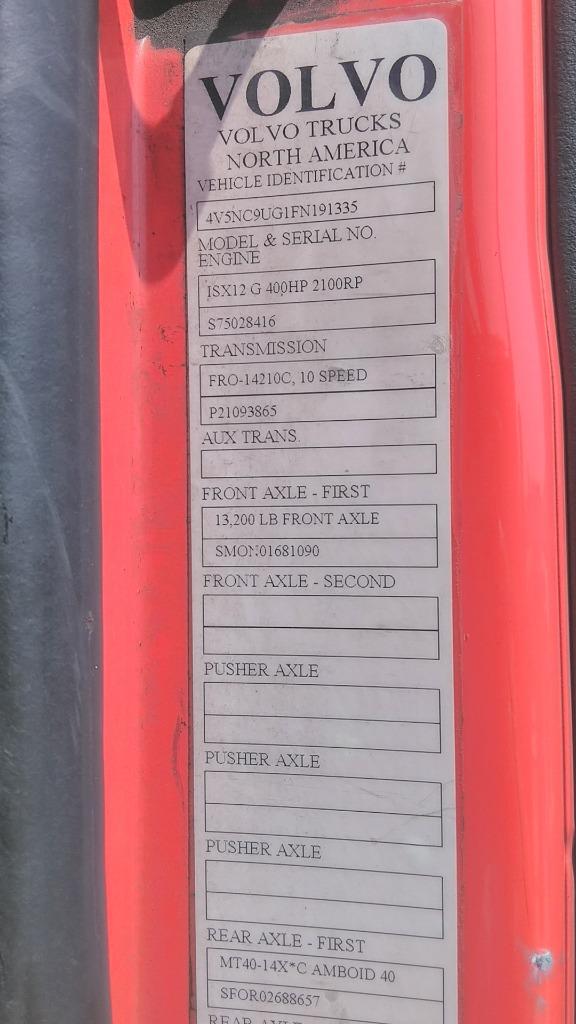 VOLVO
VOLVO TRUCKS
NORTH AMERICA
VEHICLE IDENTIFICATION #
4V5NC9UG1FN191335
MODEL & SERIAL NO.
ENGINE
ISX12 G 400HP 2100RP
S75028416
TRANSMISSION
FRO-14210C, 10 SPEED
P21093865
AUX TRANS.
FRONT AXLE - FIRST
13,200 LB FRONT AXLE
SMON01681090
FRONT AXLE - SECOND
PUSHER AXLE
PUSHER AXLE
PUSHER AXLE
REAR AXLE - FIRST
MT40-14X*C AMBOID 40
SFOR02688657
REAR AXLE